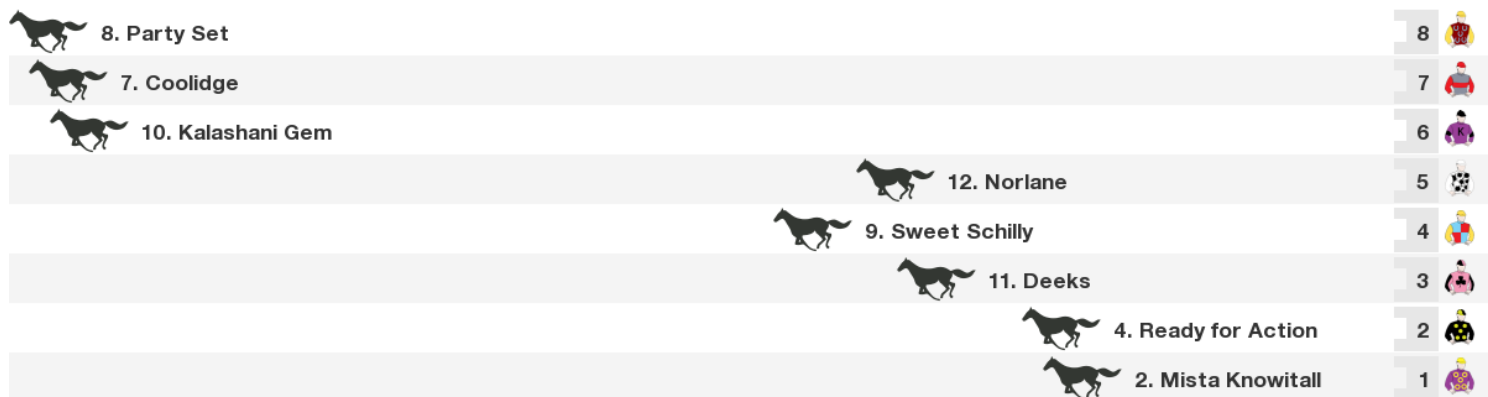 8. Party Set 8
7. Coolidge 7
10. Kalashani Gem 6 K
12. Norlane 5
9. Sweet Schilly 4
11. Deeks 3
4. Ready for Action 2
2. Mista Knowitall 1